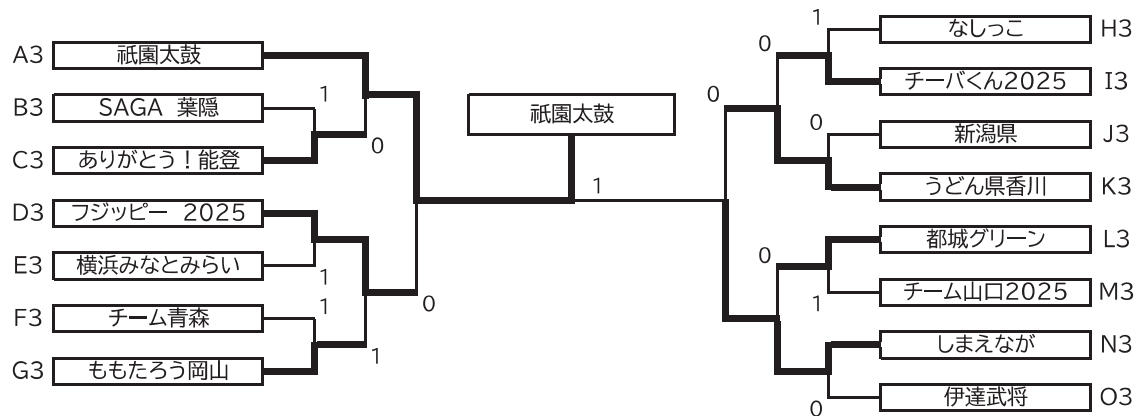 A3 祇園太鼓
B3 SAGA 葉隠
1
C3 ありがとう！能登
0
D3 フジッピー 2025
E3 横浜みなとみらい
1
F3 チーム青森
1
G3 ももたろう岡山
1
0
祇園太鼓
1
なしっこ H3
1
チーバくん2025 I3
0
新潟県 J3
0
うどん県香川 K3
0
都城グリーン L3
0
チーム山口2025 M3
1
しまえなが N3
伊達武将 O3
0